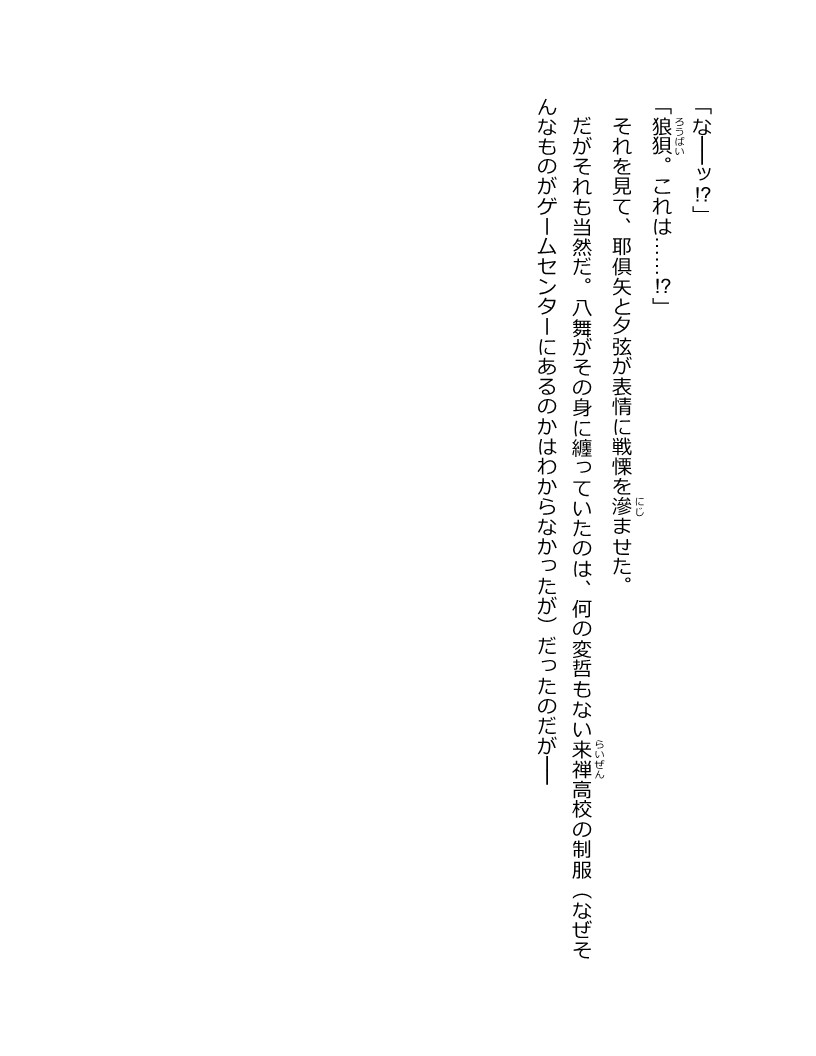 「な――ッ!?」
「狼狽。これは……!?」
それを見て、耶倶矢と夕弦が表情に戦慄を滲ませた。
だがそれも当然だ。八舞がその身に纏っていたのは、何の変哲もない来禅高校の制服（なぜそ
んなものがゲームセンターにあるのかはわからなかったが）だったのだが――